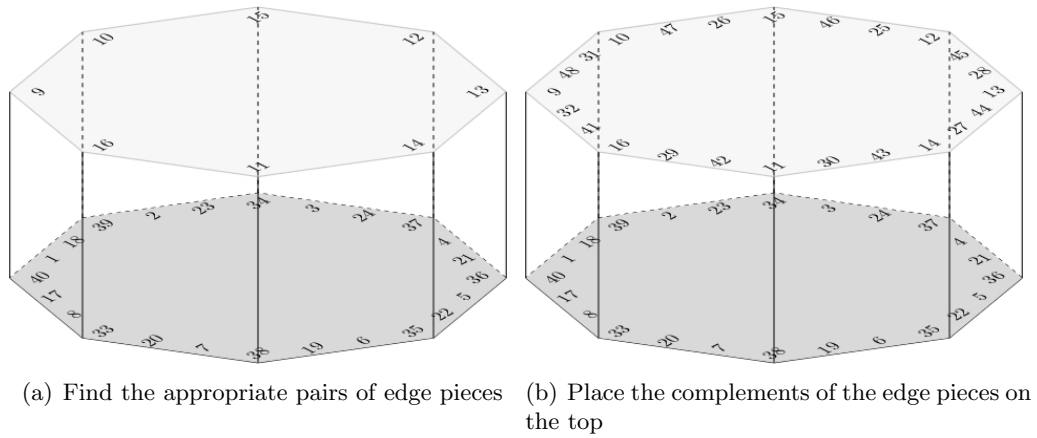 15
10 12
9 13
16 14
11
39 2 23 34 3 24 37
18 4
1 21
40 36
17 5
8 22
33 20 7 38 19 6 35
(a) Find the appropriate pairs of edge pieces
10 47 26 15 46 25 12
31 45
48 28
9 13
32 44
41 27
16 29 42 11 30 43 14
39 2 23 34 3 24 37
18 4
1 21
40 36
17 5
8 22
33 20 7 38 19 6 35
(b) Place the complements of the edge pieces on
the top